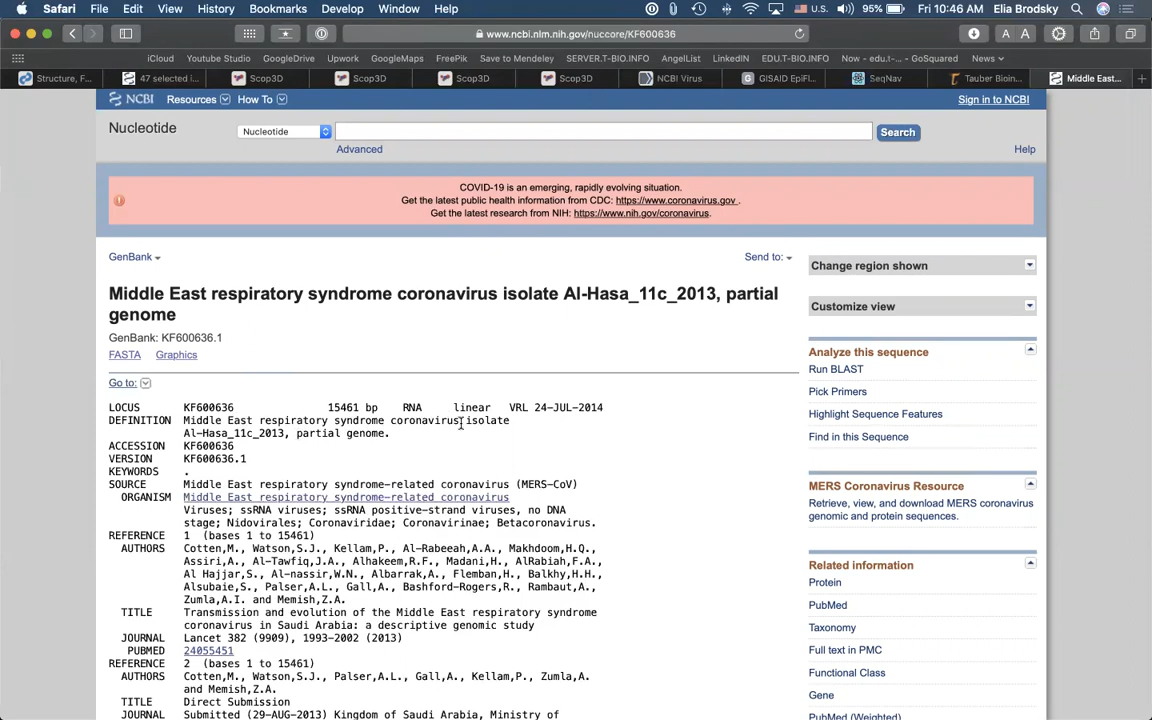 Safari File Edit View History Bookmarks Develop Window Help U.S. 95% Fri 10:46 AM Elia Brodsky
www.ncbi.nlm.nih.gov/nuccore/KF600636 A A
iCloud Youtube Studio GoogleDrive Upwork GoogleMaps FreePik Save to Mendeley SERVER.T-BIO.INFO AngelList LinkedIN EDU.T-BIO.INFO Now - edu.t-... GoSquared News
Structure, F... 47 selected i... Scop3D Scop3D Scop3D Scop3D NCBI Virus GISAID EpiFl... SeqNav Tauber Bioin... Middle East...
NCBI Resources How To Sign in to NCBI
Nucleotide Nucleotide Search
Advanced Help
COVID-19 is an emerging, rapidly evolving situation.
Get the latest public health information from CDC: https://www.coronavirus.gov .
Get the latest research from NIH: https://www.nih.gov/coronavirus.
GenBank Send to:
Change region shown
Middle East respiratory syndrome coronavirus isolate Al-Hasa_11c_2013, partial
genome
Customize view
GenBank: KF600636.1
FASTA Graphics
Analyze this sequence
Run BLAST
Pick Primers
Highlight Sequence Features
Find in this Sequence
Go to:
LOCUS KF600636 15461 bp RNA linear VRL 24-JUL-2014
DEFINITION Middle East respiratory syndrome coronavirus isolate
Al-Hasa_11c_2013, partial genome.
ACCESSION KF600636
VERSION KF600636.1
KEYWORDS .
SOURCE Middle East respiratory syndrome-related coronavirus (MERS-CoV)
ORGANISM Middle East respiratory syndrome-related coronavirus
Viruses; ssRNA viruses; ssRNA positive-strand viruses, no DNA
stage; Nidovirales; Coronaviridae; Coronavirinae; Betacoronavirus.
REFERENCE 1 (bases 1 to 15461)
AUTHORS Cotten,M., Watson,S.J., Kellam,P., Al-Rabeeah,A.A., Makhdoom,H.Q.,
Assiri,A., Al-Tawfiq,J.A., Alhakeem,R.F., Madani,H., AlRabiah,F.A.,
Al Hajjar,S., Al-nassir,W.N., Albarrak,A., Flemban,H., Balkhy,H.H.,
Alsubaie,S., Palser,A.L., Gall,A., Bashford-Rogers,R., Rambaut,A.,
Zumla,A.I. and Memish,Z.A.
TITLE Transmission and evolution of the Middle East respiratory syndrome
coronavirus in Saudi Arabia: a descriptive genomic study
JOURNAL Lancet 382 (9909), 1993-2002 (2013)
PUBMED 24055451
REFERENCE 2 (bases 1 to 15461)
AUTHORS Cotten,M., Watson,S.J., Palser,A.L., Gall,A., Kellam,P., Zumla,A.
and Memish,Z.A.
TITLE Direct Submission
JOURNAL Submitted (29-AUG-2013) Kingdom of Saudi Arabia, Ministry of
MERS Coronavirus Resource
Retrieve, view, and download MERS coronavirus
genomic and protein sequences.
Related information
Protein
PubMed
Taxonomy
Full text in PMC
Functional Class
Gene
PubMed (Weighted)